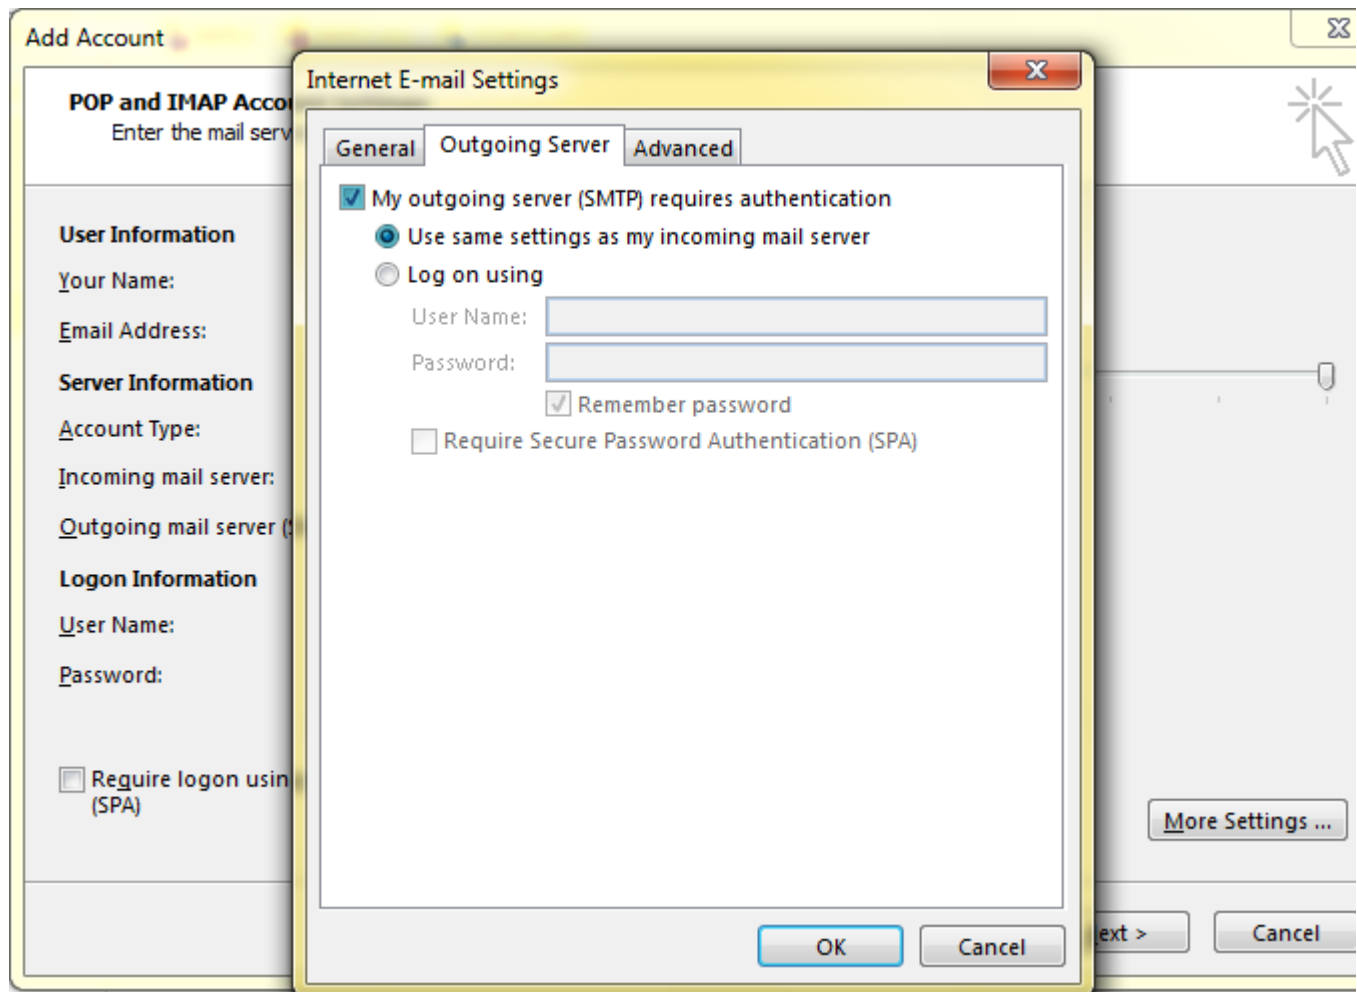 Add Account
POP and IMAP Accou
Enter the mail serv
User Information
Your Name:
Email Address:
Server Information
Account Type:
Incoming mail server:
Outgoing mail server (S
Logon Information
User Name:
Password:
Require logon usin
(SPA)
More Settings ...
ext >
Cancel
Internet E-mail Settings
General
Outgoing Server
Advanced
My outgoing server (SMTP) requires authentication
Use same settings as my incoming mail server
Log on using
User Name:
Password:
Remember password
Require Secure Password Authentication (SPA)
OK
Cancel